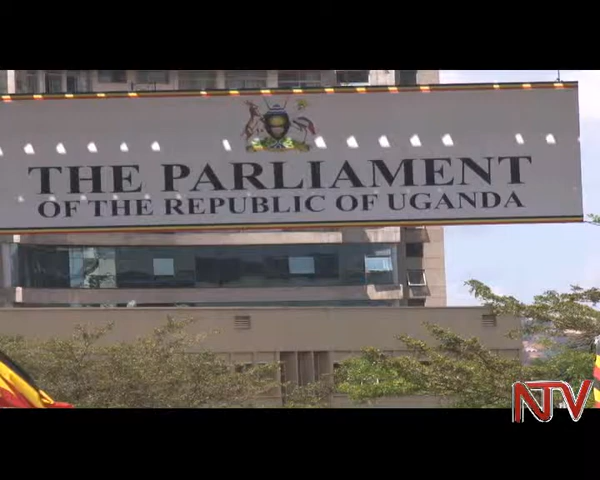 THE PARLIAMENT
OF THE REPUBLIC OF UGANDA
NTV